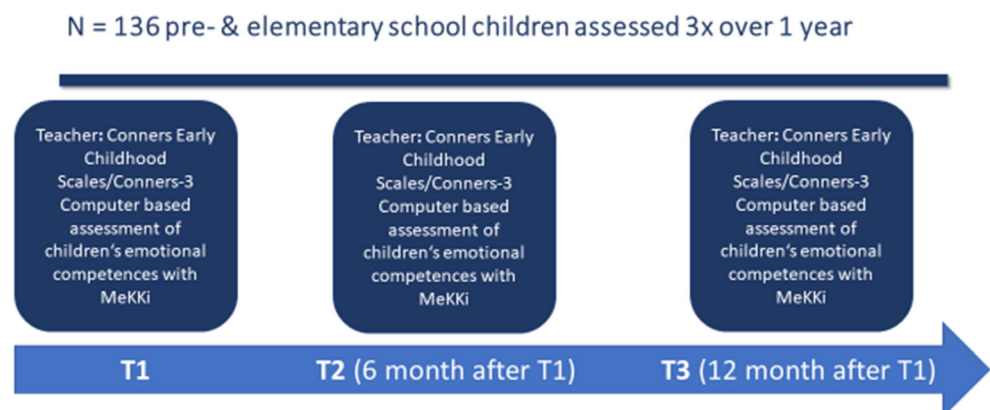 N = 136 pre- & elementary school children assessed 3x over 1 year
Teacher: Conners Early
Childhood
Scales/Conners-3
Computer based
assessment of
children‘s emotional
competences with
MeKKi
Teacher: Conners Early
Childhood
Scales/Conners-3
Computer based
assessment of
children‘s emotional
competences with
MeKKi
Teacher: Conners Early
Childhood
Scales/Conners-3
Computer based
assessment of
children‘s emotional
competences with
MeKKi
T1
T2 (6 month after T1)
T3 (12 month after T1)